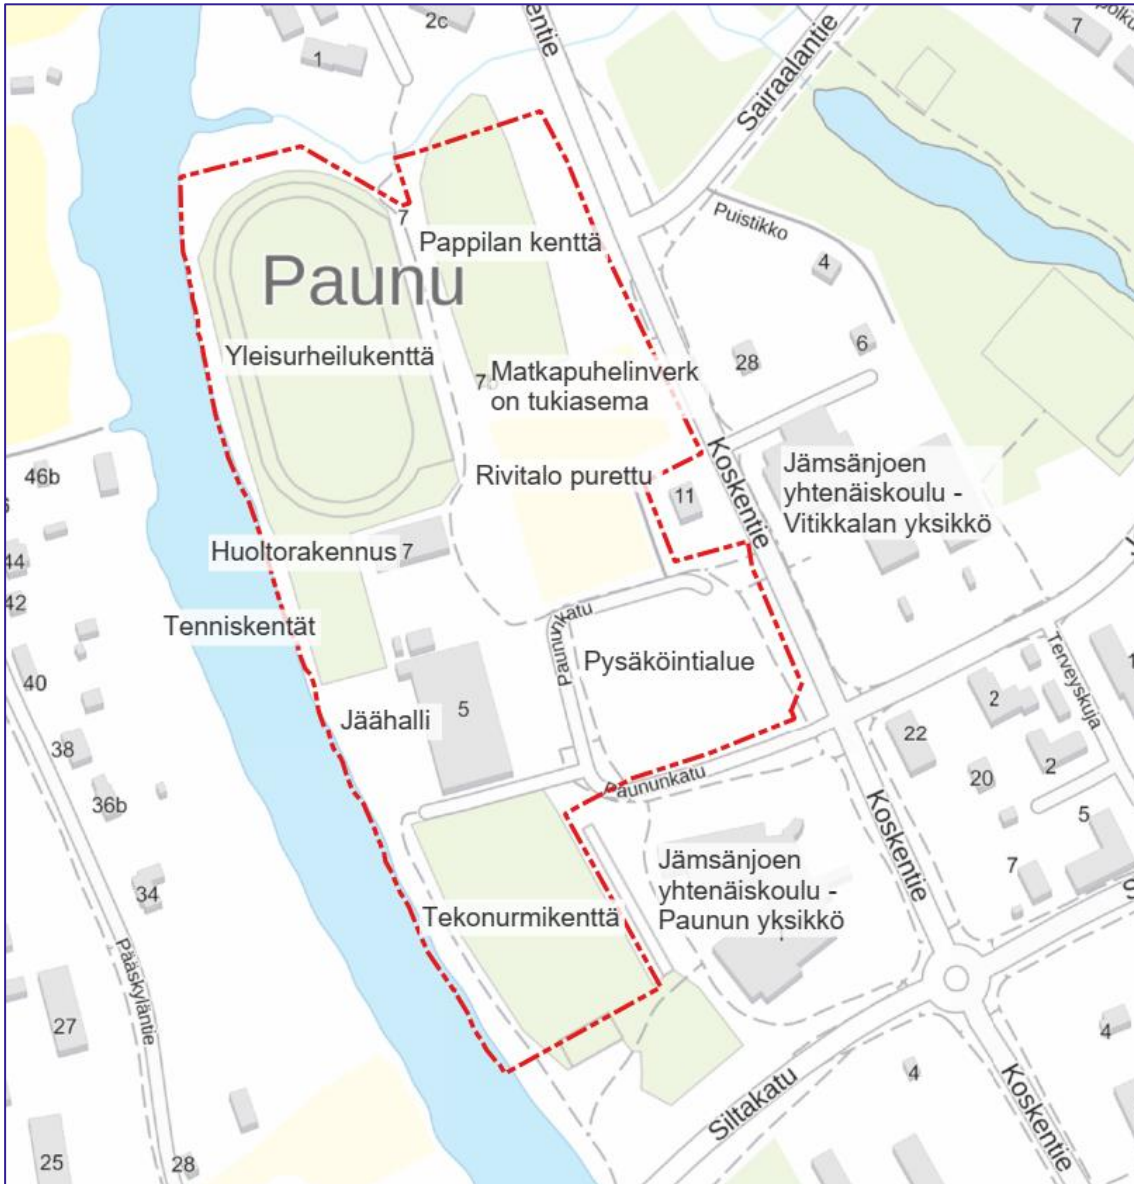 2c
1
Koskentie
Sairaalantie
7
7
Pappilan kenttä
Puistikko
4
Paunu
Yleisurheilukenttä
28
6
Matkapuhelinverk
on tukiasema
46b
Rivitalo purettu
11
Koskentie
Jämsänjoen
yhtenäiskoulu -
Vitikkalan yksikkö
Huoltorakennus
7
44
42
Tenniskentät
Paununkatu
Pysäköintialue
Terveyskuja
40
Jäähalli
5
2
38
22
2
20
Paununkatu
36b
Koskentie
5
7
34
Jämsänjoen
yhtenäiskoulu -
Paunun yksikkö
Tekonurmikenttä
Pääskyläntie
27
4
4
Siltakatu
Koskentie
25
28